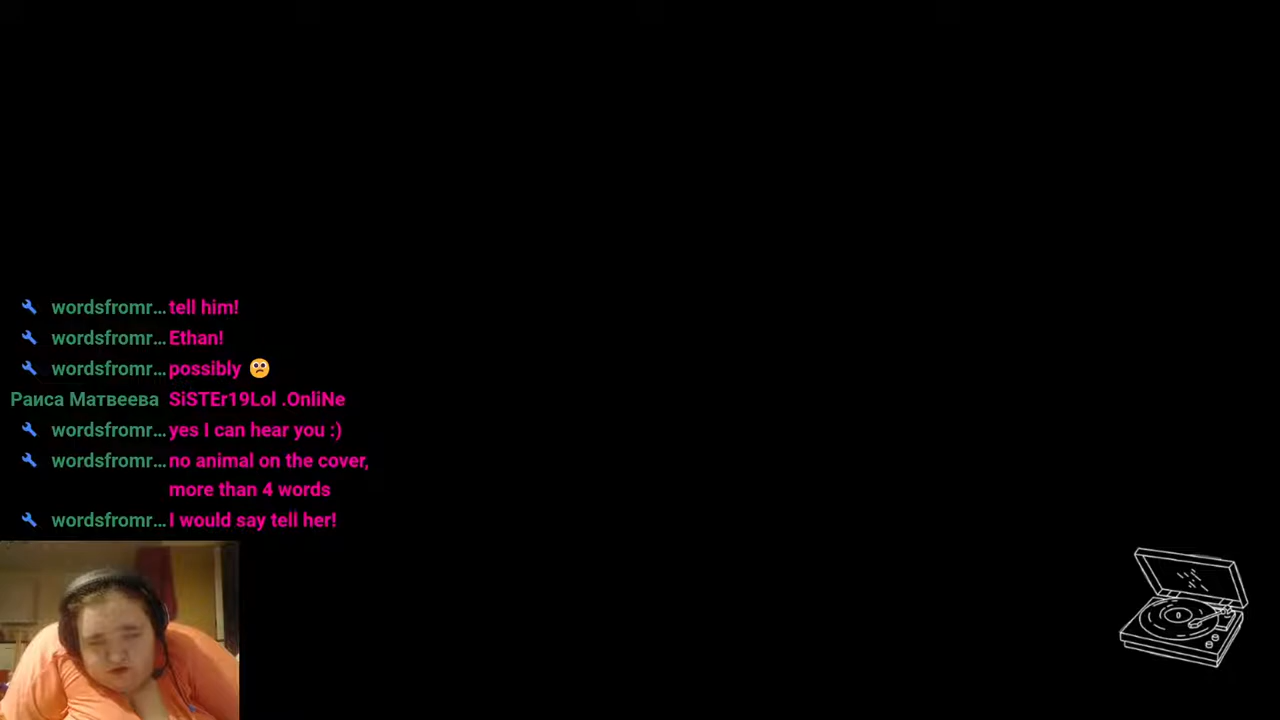 wordsfromr... tell him!
wordsfromr... Ethan!
wordsfromr... possibly 🥺
Раиса Матвеева SiSTEr19Lol .OnliNe
wordsfromr... yes I can hear you :)
wordsfromr... no animal on the cover,
more than 4 words
wordsfromr... I would say tell her!